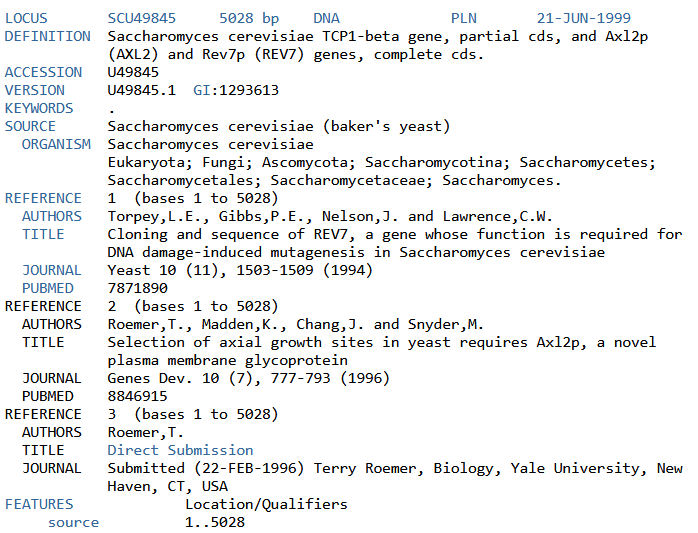 LOCUS       SCU49845     5028 bp    DNA             PLN       21-JUN-1999
DEFINITION  Saccharomyces cerevisiae TCP1-beta gene, partial cds, and Axl2p
            (AXL2) and Rev7p (REV7) genes, complete cds.
ACCESSION   U49845
VERSION     U49845.1  GI:1293613
KEYWORDS    .
SOURCE      Saccharomyces cerevisiae (baker's yeast)
  ORGANISM  Saccharomyces cerevisiae
            Eukaryota; Fungi; Ascomycota; Saccharomycotina; Saccharomycetes;
            Saccharomycetales; Saccharomycetaceae; Saccharomyces.
REFERENCE   1  (bases 1 to 5028)
  AUTHORS   Torpey,L.E., Gibbs,P.E., Nelson,J. and Lawrence,C.W.
  TITLE     Cloning and sequence of REV7, a gene whose function is required for
            DNA damage-induced mutagenesis in Saccharomyces cerevisiae
  JOURNAL   Yeast 10 (11), 1503-1509 (1994)
  PUBMED    7871890
REFERENCE   2  (bases 1 to 5028)
  AUTHORS   Roemer,T., Madden,K., Chang,J. and Snyder,M.
  TITLE     Selection of axial growth sites in yeast requires Axl2p, a novel
            plasma membrane glycoprotein
  JOURNAL   Genes Dev. 10 (7), 777-793 (1996)
  PUBMED    8846915
REFERENCE   3  (bases 1 to 5028)
  AUTHORS   Roemer,T.
  TITLE     Direct Submission
  JOURNAL   Submitted (22-FEB-1996) Terry Roemer, Biology, Yale University, New
            Haven, CT, USA
FEATURES             Location/Qualifiers
     source          1..5028